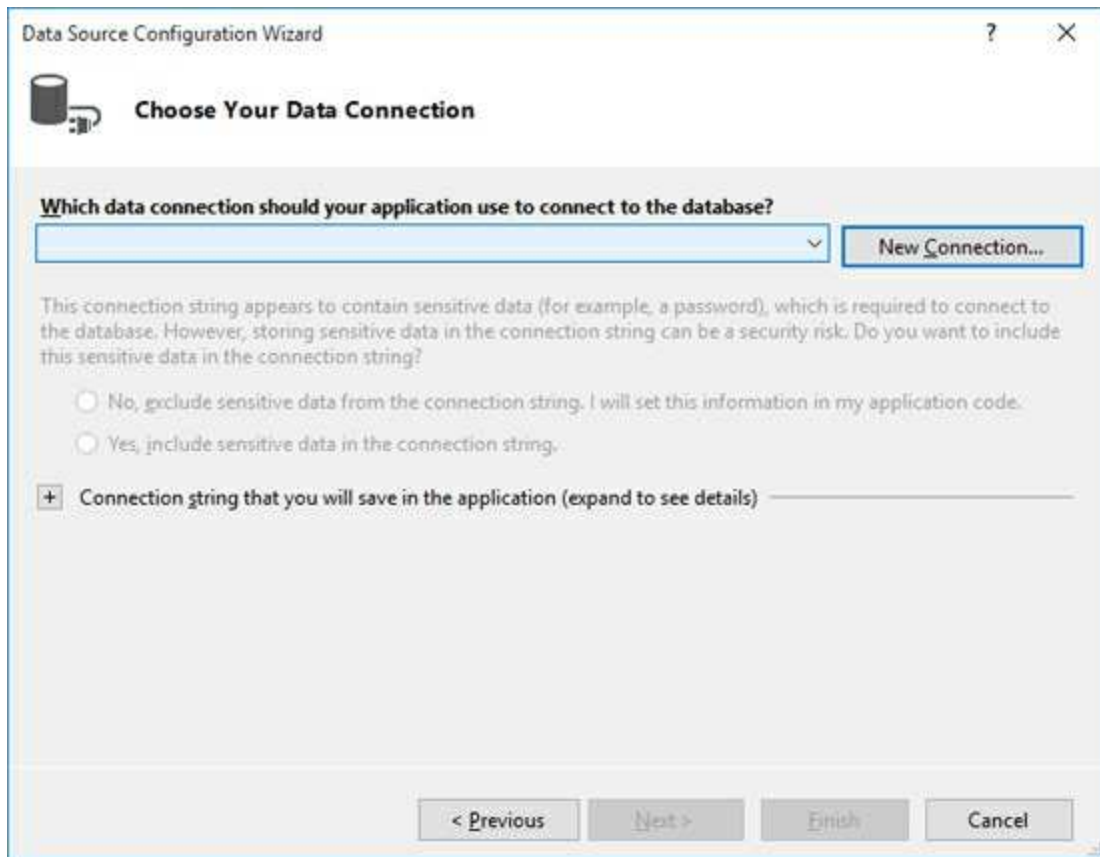 Data Source Configuration Wizard
?
Choose Your Data Connection
Which data connection should your application use to connect to the database?
New Connection...
This connection string appears to contain sensitive data (for example, a password), which is required to connect to
the database. However, storing sensitive data in the connection string can be a security risk. Do you want to include
this sensitive data in the connection string?
No, exclude sensitive data from the connection string. I will set this information in my application code.
Yes, include sensitive data in the connection string.
+ Connection string that you will save in the application (expand to see details)
< Previous Next > Finish Cancel